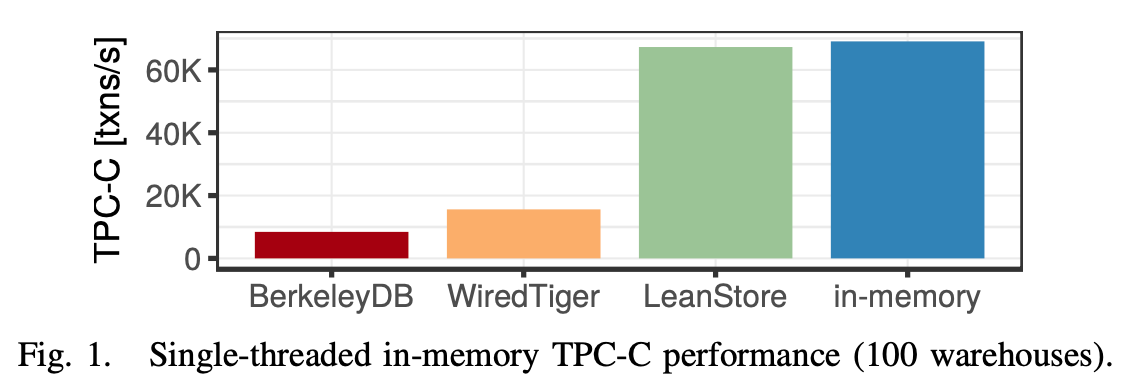 TPC-C [txns/s]
60K
40K
20K
0
BerkeleyDB WiredTiger LeanStore in-memory
Fig. 1. Single-threaded in-memory TPC-C performance (100 warehouses).